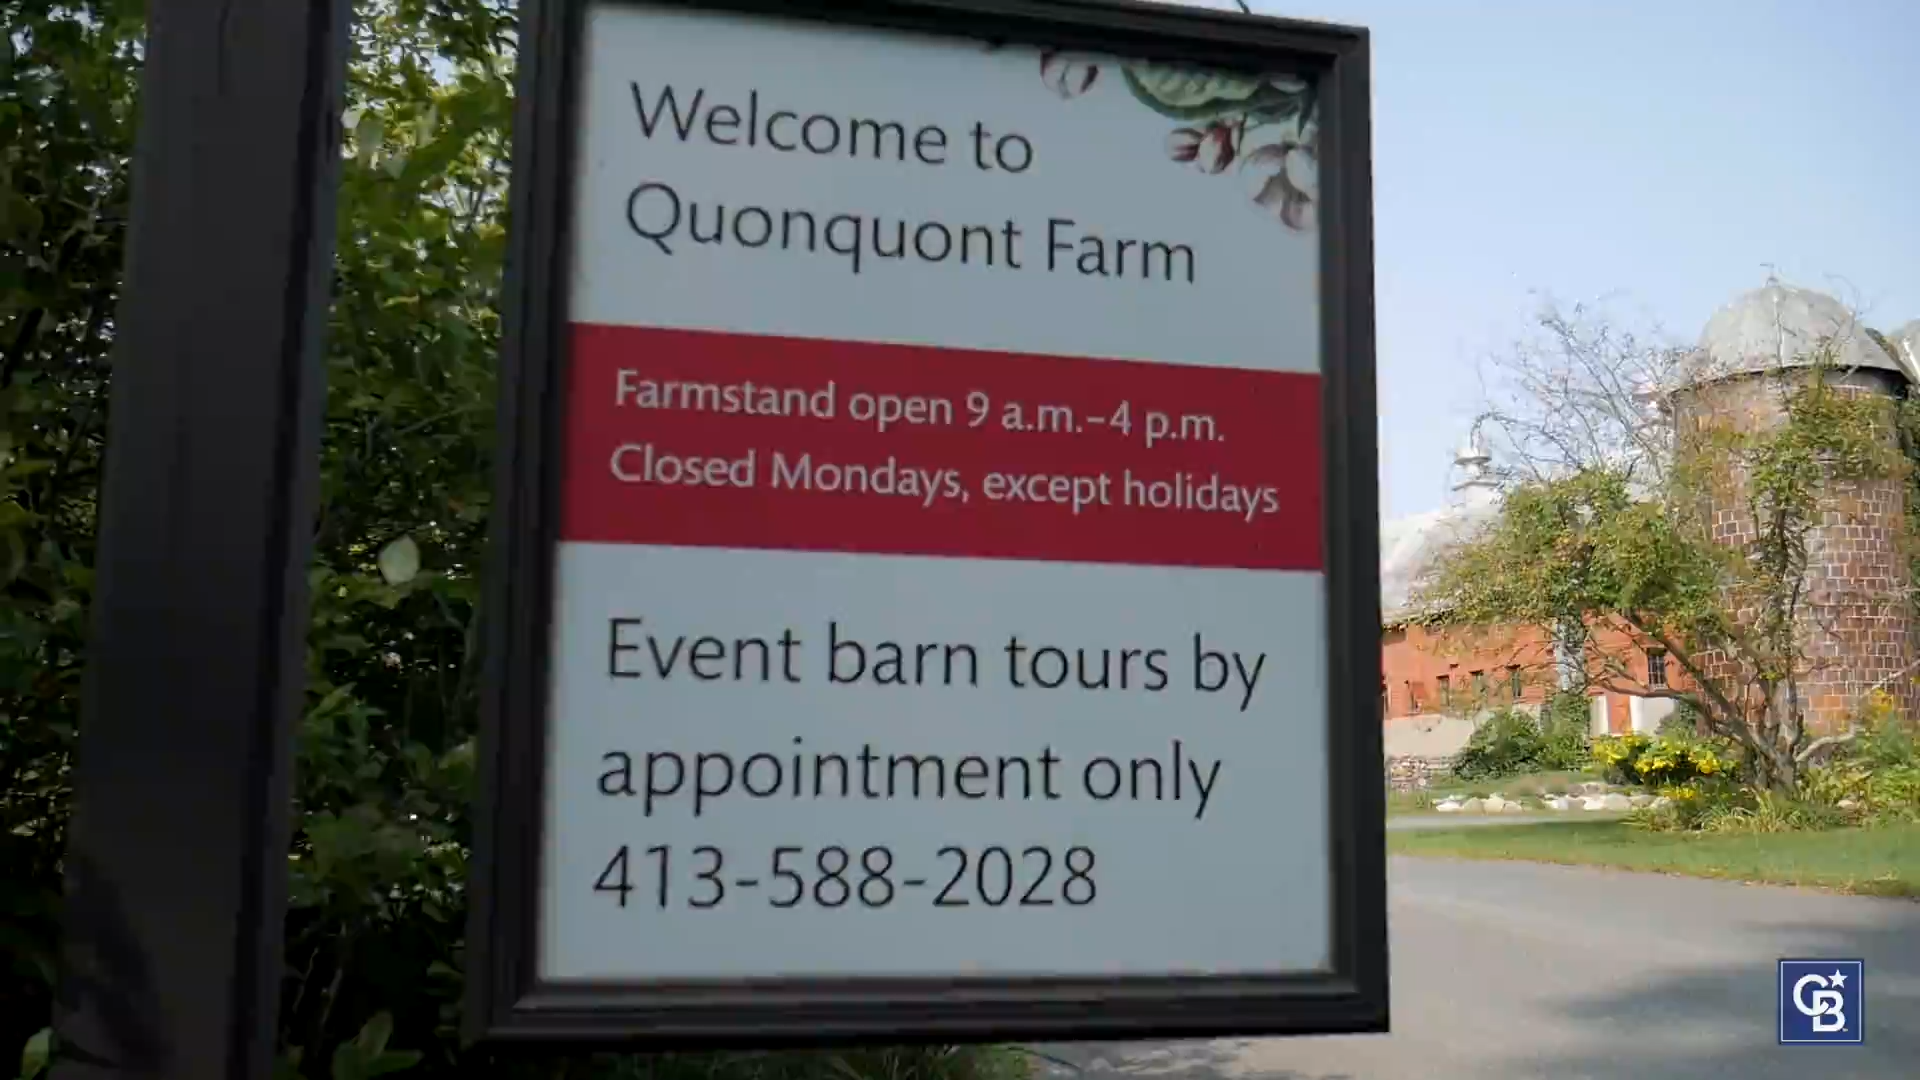 Welcome to
Quonquont Farm
Farmstand open 9 a.m.–4 p.m.
Closed Mondays, except holidays
Event barn tours by
appointment only
413-588-2028
CB